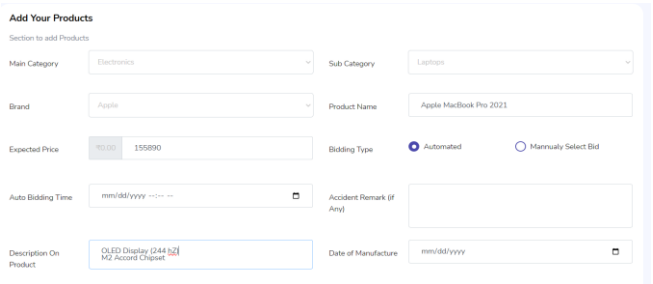 Add Your Products
Section to add Products
Main Category
Electronics
Sub Category
Laptops
Brand
Apple
Product Name
Apple MacBook Pro 2021
Expected Price
₹0.00
155890
Bidding Type
Automated
Mannualy Select Bid
Auto Bidding Time
mm/dd/yyyy --:-- --
Accident Remark (if
Any)
Description On
Product
OLED Display (244 hZ)
M2 Accord Chipset
Date of Manufacture
mm/dd/yyyy